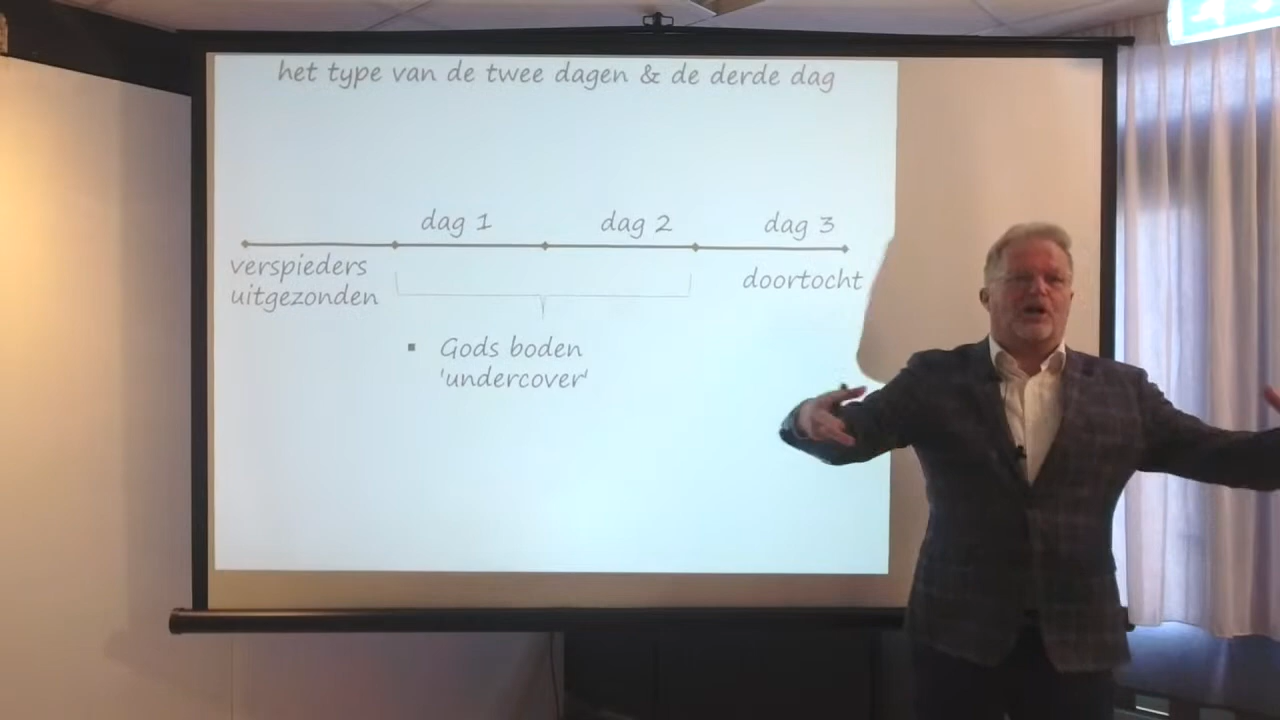 het type van de twee dagen & de derde dag
dag 1 dag 2 dag 3
verspieders
uitgezonden
doortocht
▪ Gods boden
'undercover'